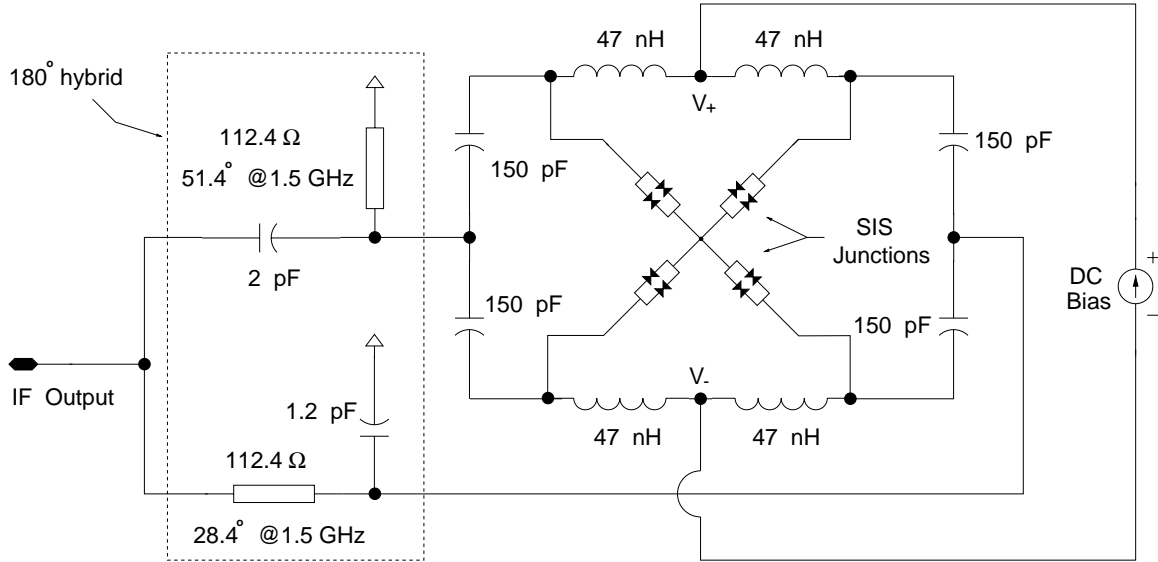 47 nH
47 nH
180° hybrid
V+
112.4 Ω
51.4° @1.5 GHz
150 pF
150 pF
SIS
Junctions
2 pF
DC
Bias
+
−
150 pF
150 pF
IF Output
V-
1.2 pF
47 nH
47 nH
112.4 Ω
28.4° @1.5 GHz